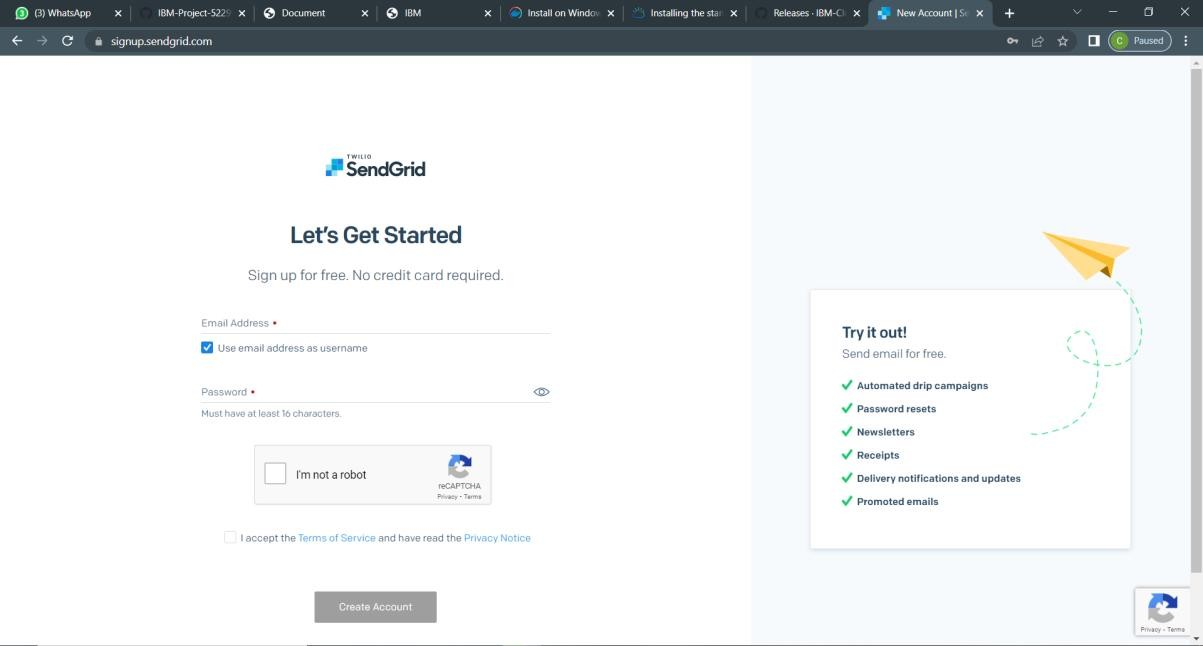 (3) WhatsApp
IBM-Project-5229
Document
IBM
Install on Window
Installing the stan
Releases · IBM-Cl
New Account | Se
signup.sendgrid.com
C Paused
TWILIO
SendGrid
Let's Get Started
Sign up for free. No credit card required.
Email Address •
Use email address as username
Password •
Must have at least 16 characters.
I'm not a robot
reCAPTCHA
Privacy - Terms
I accept the Terms of Service and have read the Privacy Notice
Create Account
Try it out!
Send email for free.
Automated drip campaigns
Password resets
Newsletters
Receipts
Delivery notifications and updates
Promoted emails
Privacy - Terms